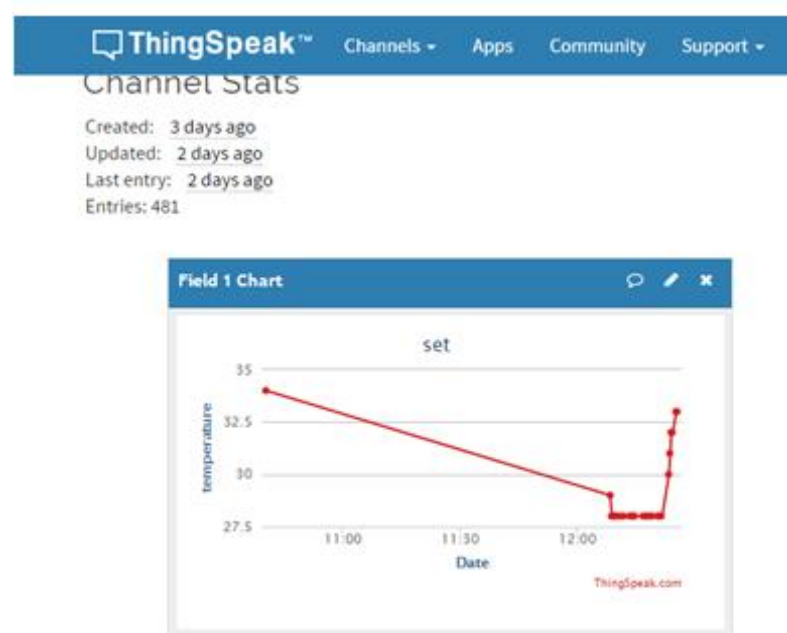 ThingSpeak™ Channels Apps Community Support
Channel Stats
Created: 3 days ago
Updated: 2 days ago
Last entry: 2 days ago
Entries: 481
Field 1 Chart
set
35
32.5
30
27.5
temperature
11:00 11:30 12:00
Date
ThingSpeak.com